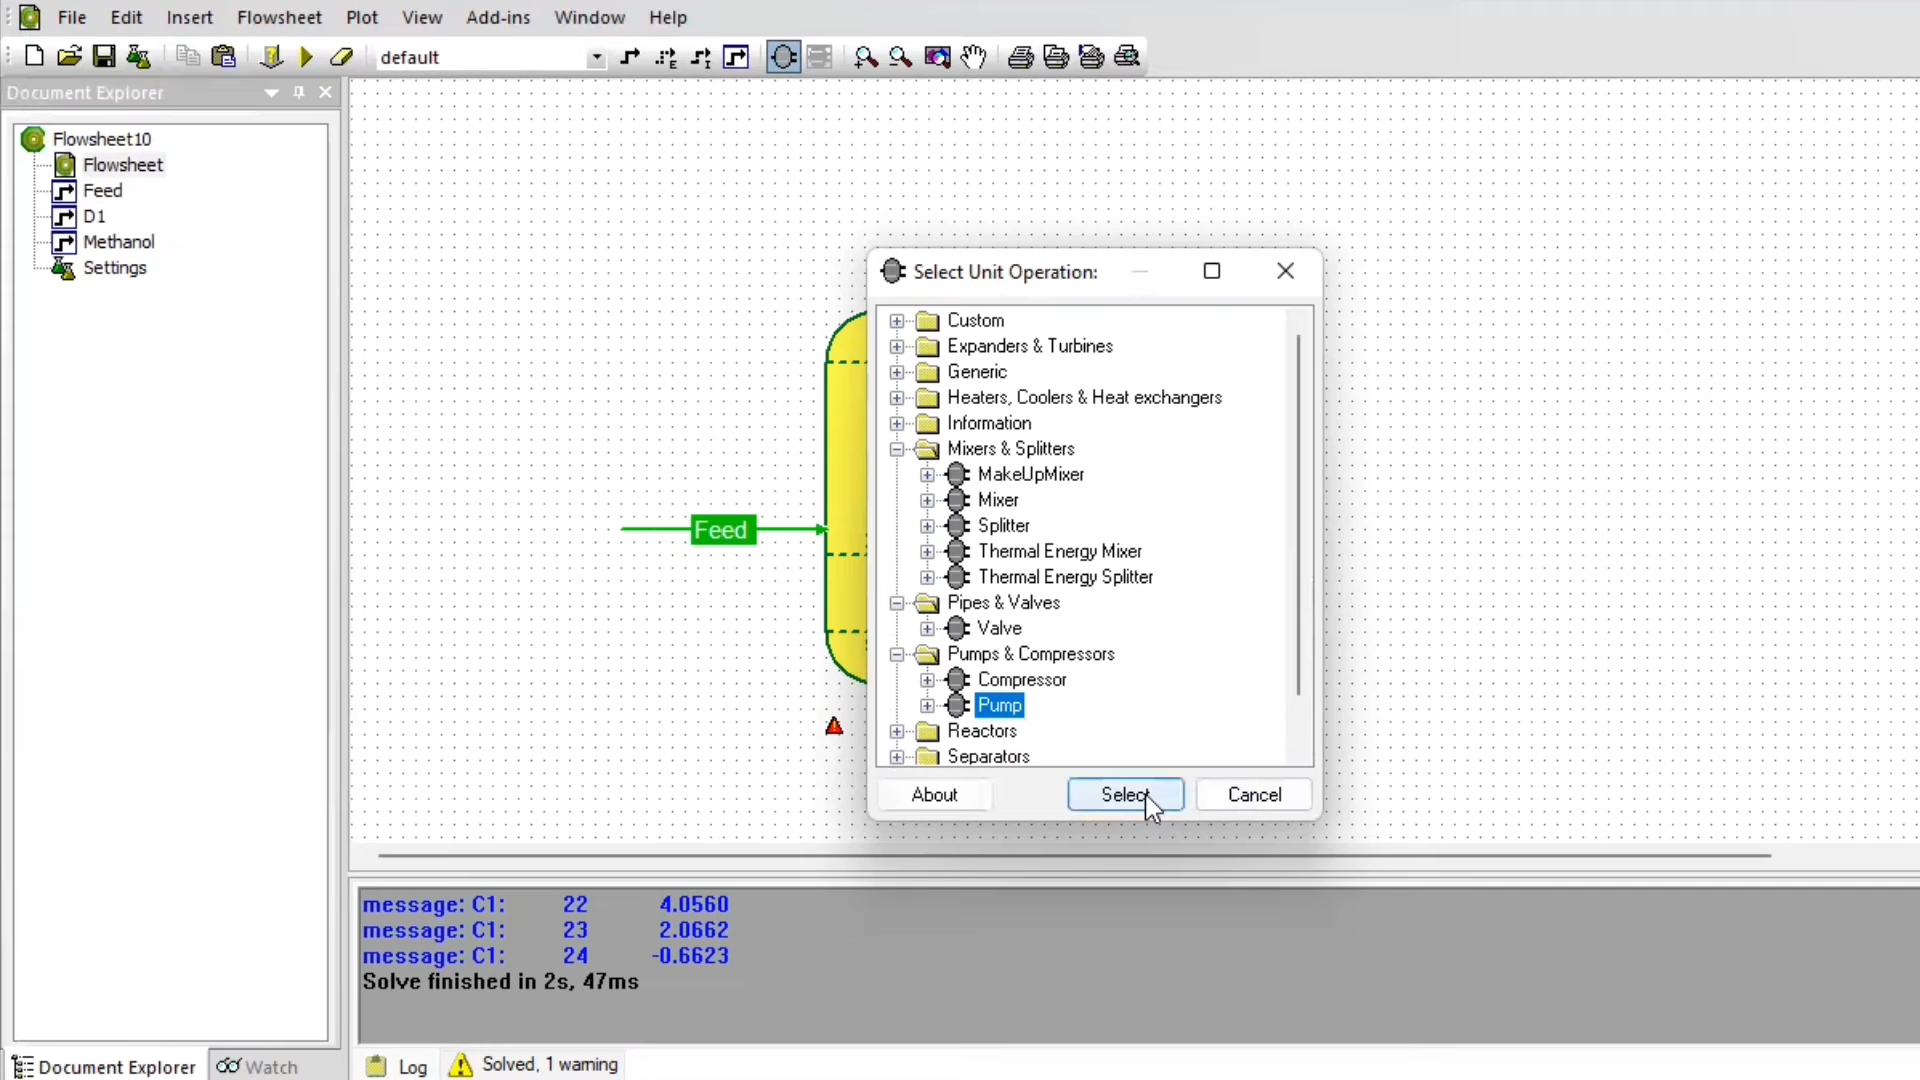 File Edit Insert Flowsheet Plot View Add-ins Window Help
default
Document Explorer
Flowsheet10
Flowsheet
Feed
D1
Methanol
Settings
Feed
Select Unit Operation:
Custom
Expanders & Turbines
Generic
Heaters, Coolers & Heat exchangers
Information
Mixers & Splitters
MakeUpMixer
Mixer
Splitter
Thermal Energy Mixer
Thermal Energy Splitter
Pipes & Valves
Valve
Pumps & Compressors
Compressor
Pump
Reactors
Separators
About Select Cancel
message: C1: 22 4.0560
message: C1: 23 2.0662
message: C1: 24 -0.6623
Solve finished in 2s, 47ms
Document Explorer Watch Log Solved, 1 warning